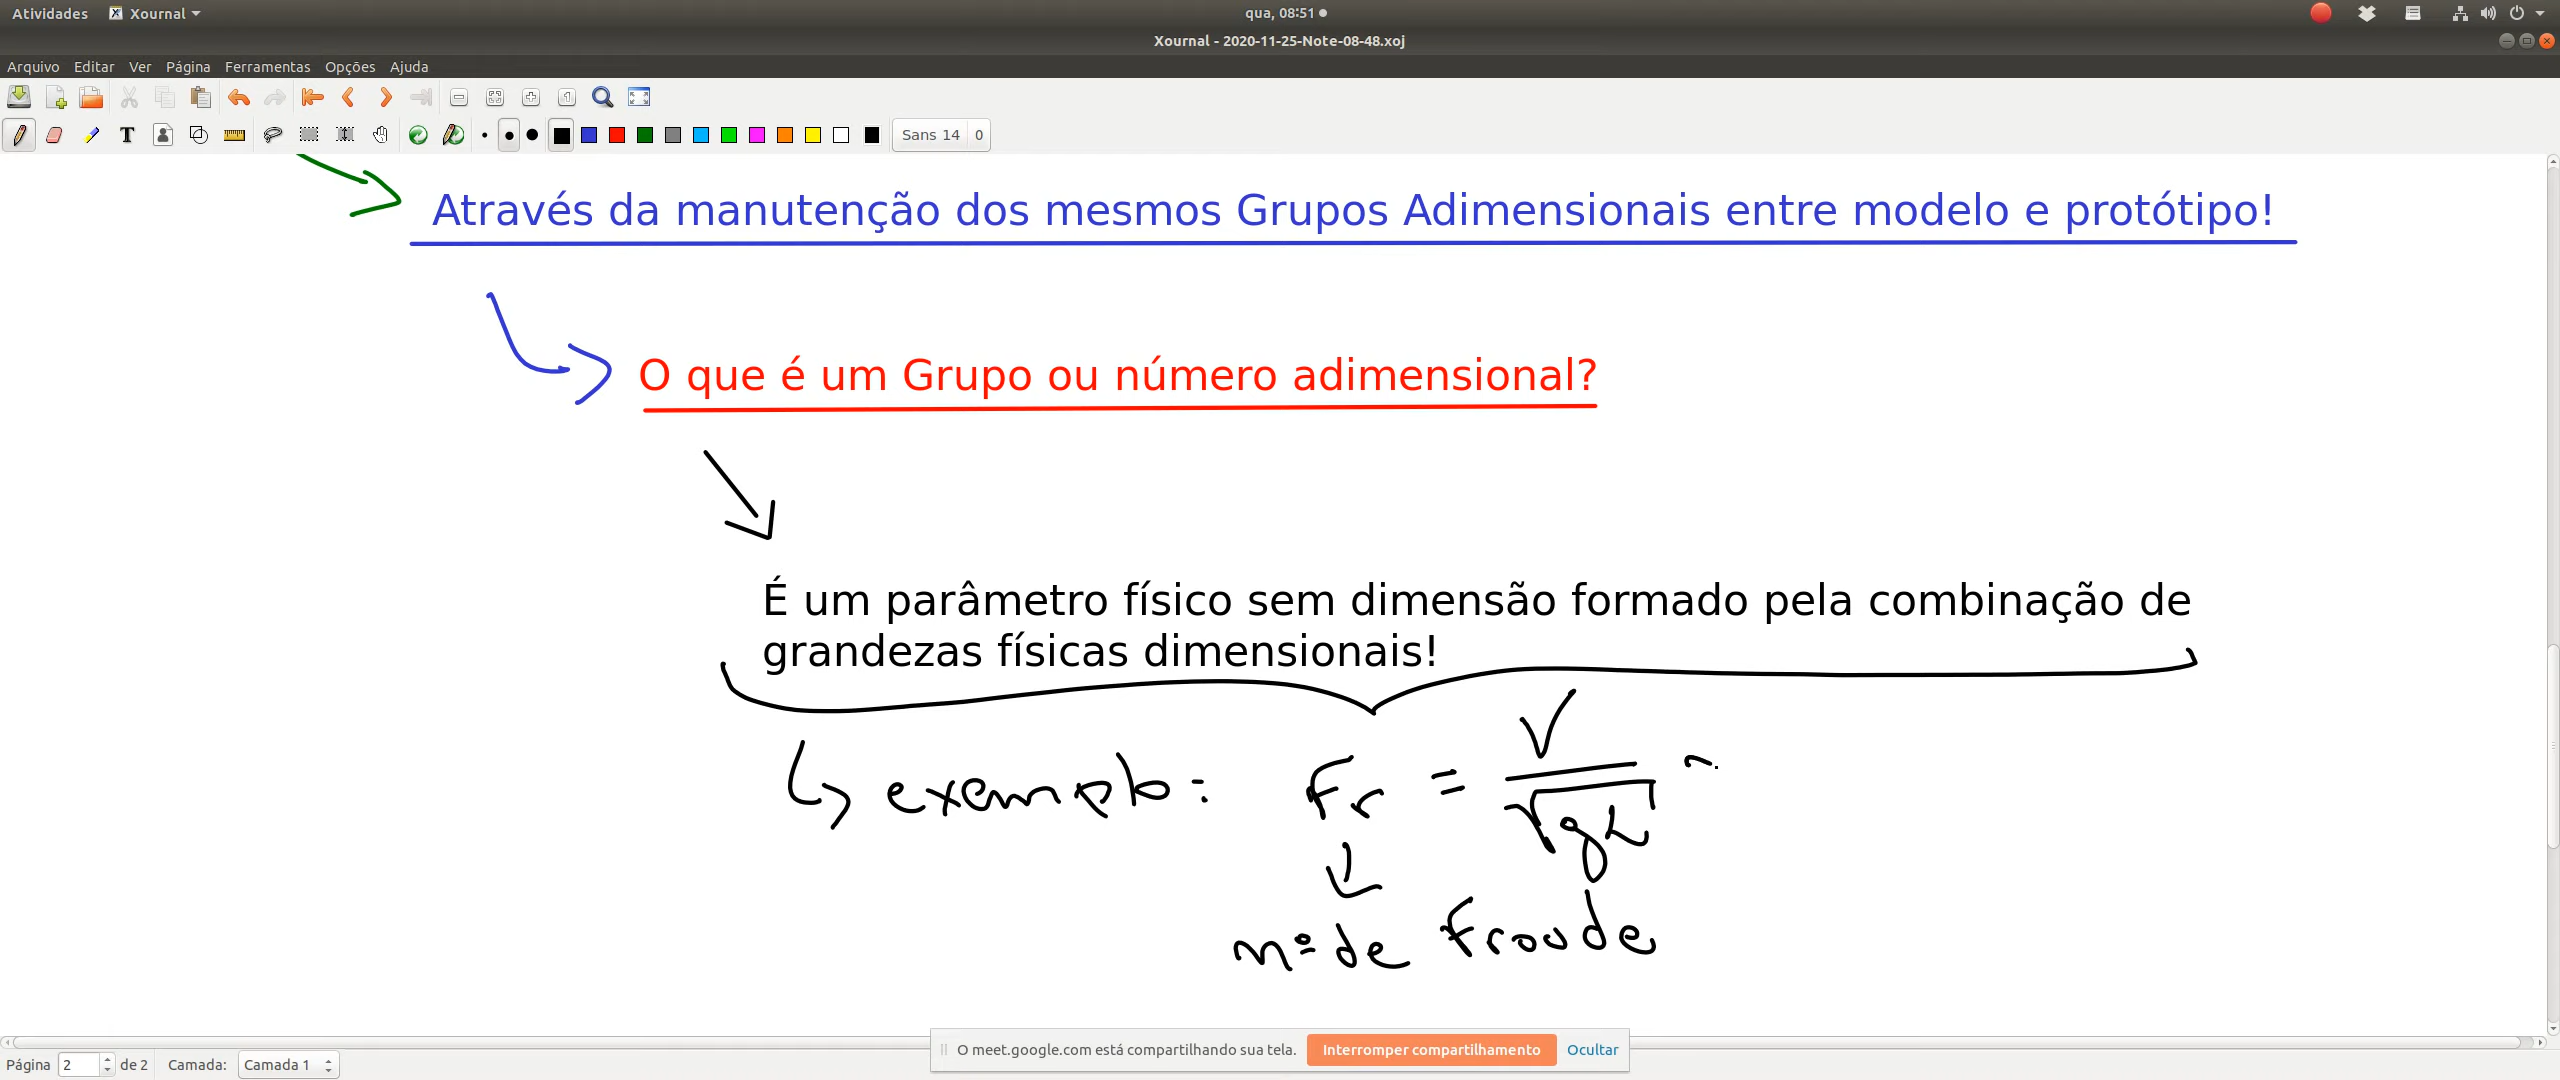 Atividades Xournal qua, 08:51
Xournal - 2020-11-25-Note-08-48.xoj
Arquivo Editar Ver Página Ferramentas Opções Ajuda
Sans 14 0
Através da manutenção dos mesmos Grupos Adimensionais entre modelo e protótipo!
O que é um Grupo ou número adimensional?
É um parâmetro físico sem dimensão formado pela combinação de
grandezas físicas dimensionais!
exemplo: Fr = V / √gL
nº de Froude
O meet.google.com está compartilhando sua tela. Interromper compartilhamento Ocultar
Página 2 de 2 Camada: Camada 1